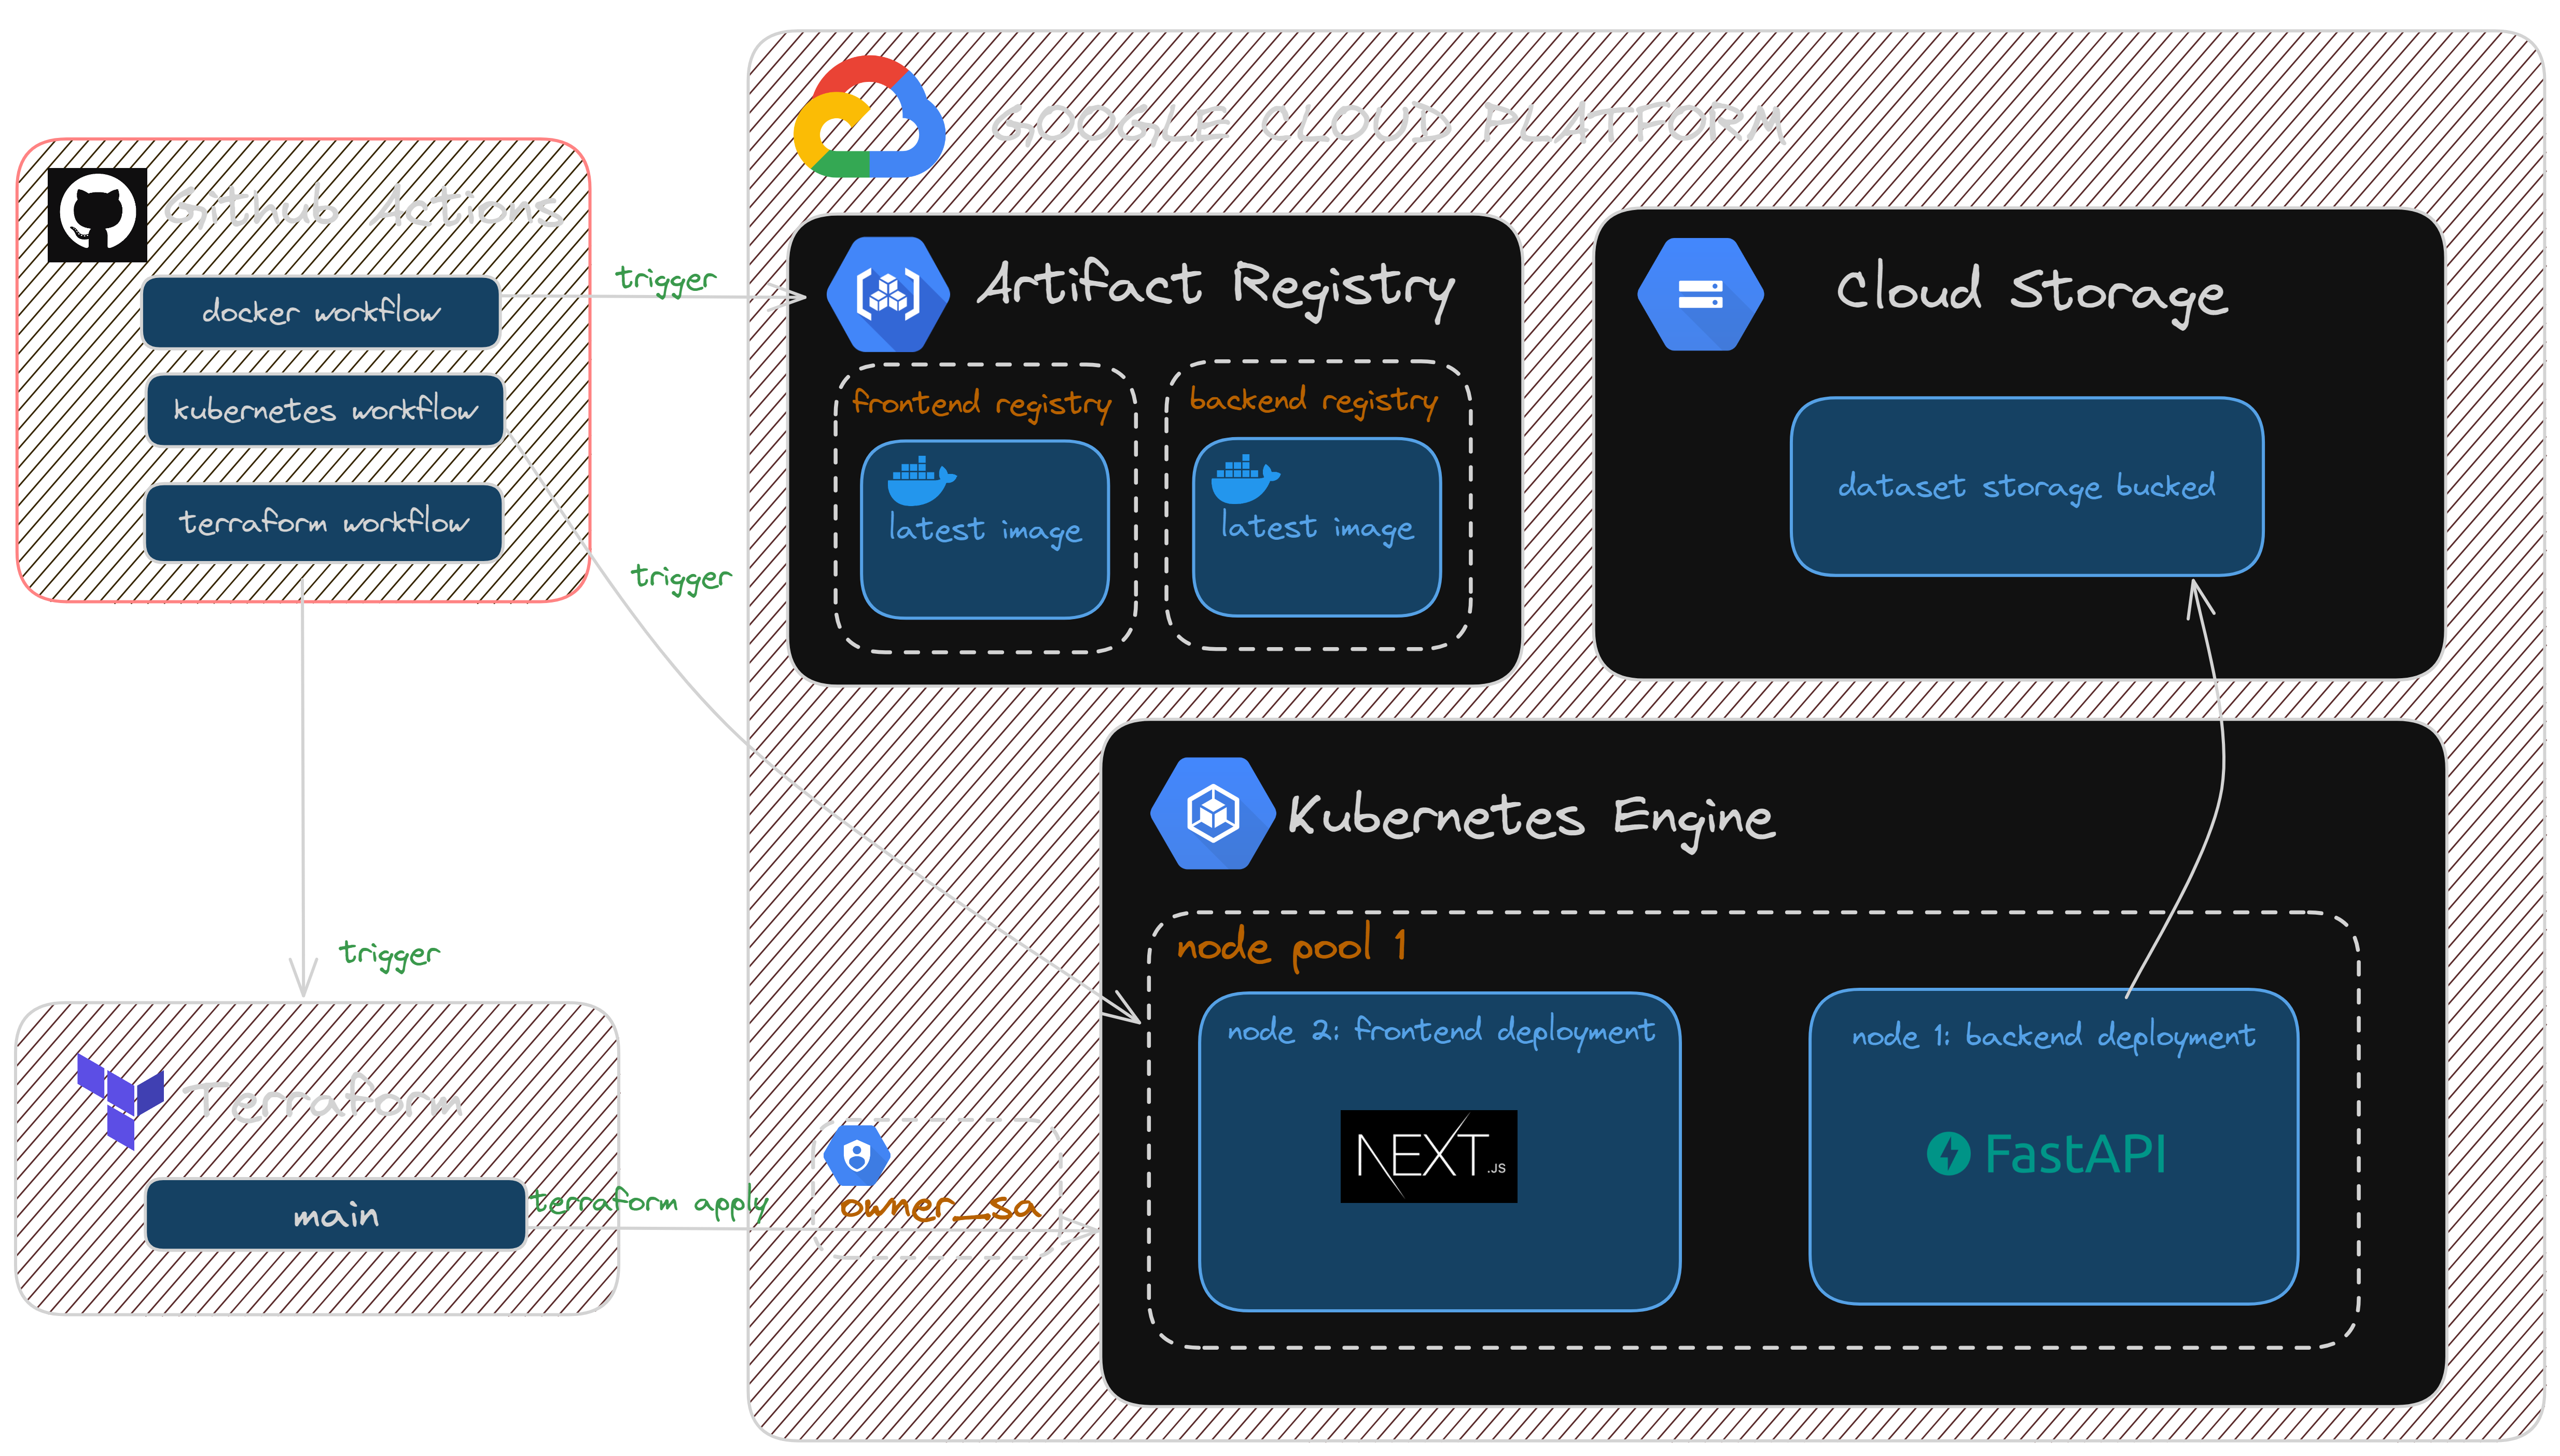 GOOGLE CLOUD PLATFORM
Github Actions
docker workflow
kubernetes workflow
terraform workflow
trigger
trigger
trigger
Artifact Registry
frontend registry
latest image
backend registry
latest image
Cloud Storage
dataset storage bucked
Kubernetes Engine
node pool 1
node 2: frontend deployment
NEXT.JS
node 1: backend deployment
FastAPI
Terraform
main
terraform apply
owner_sa